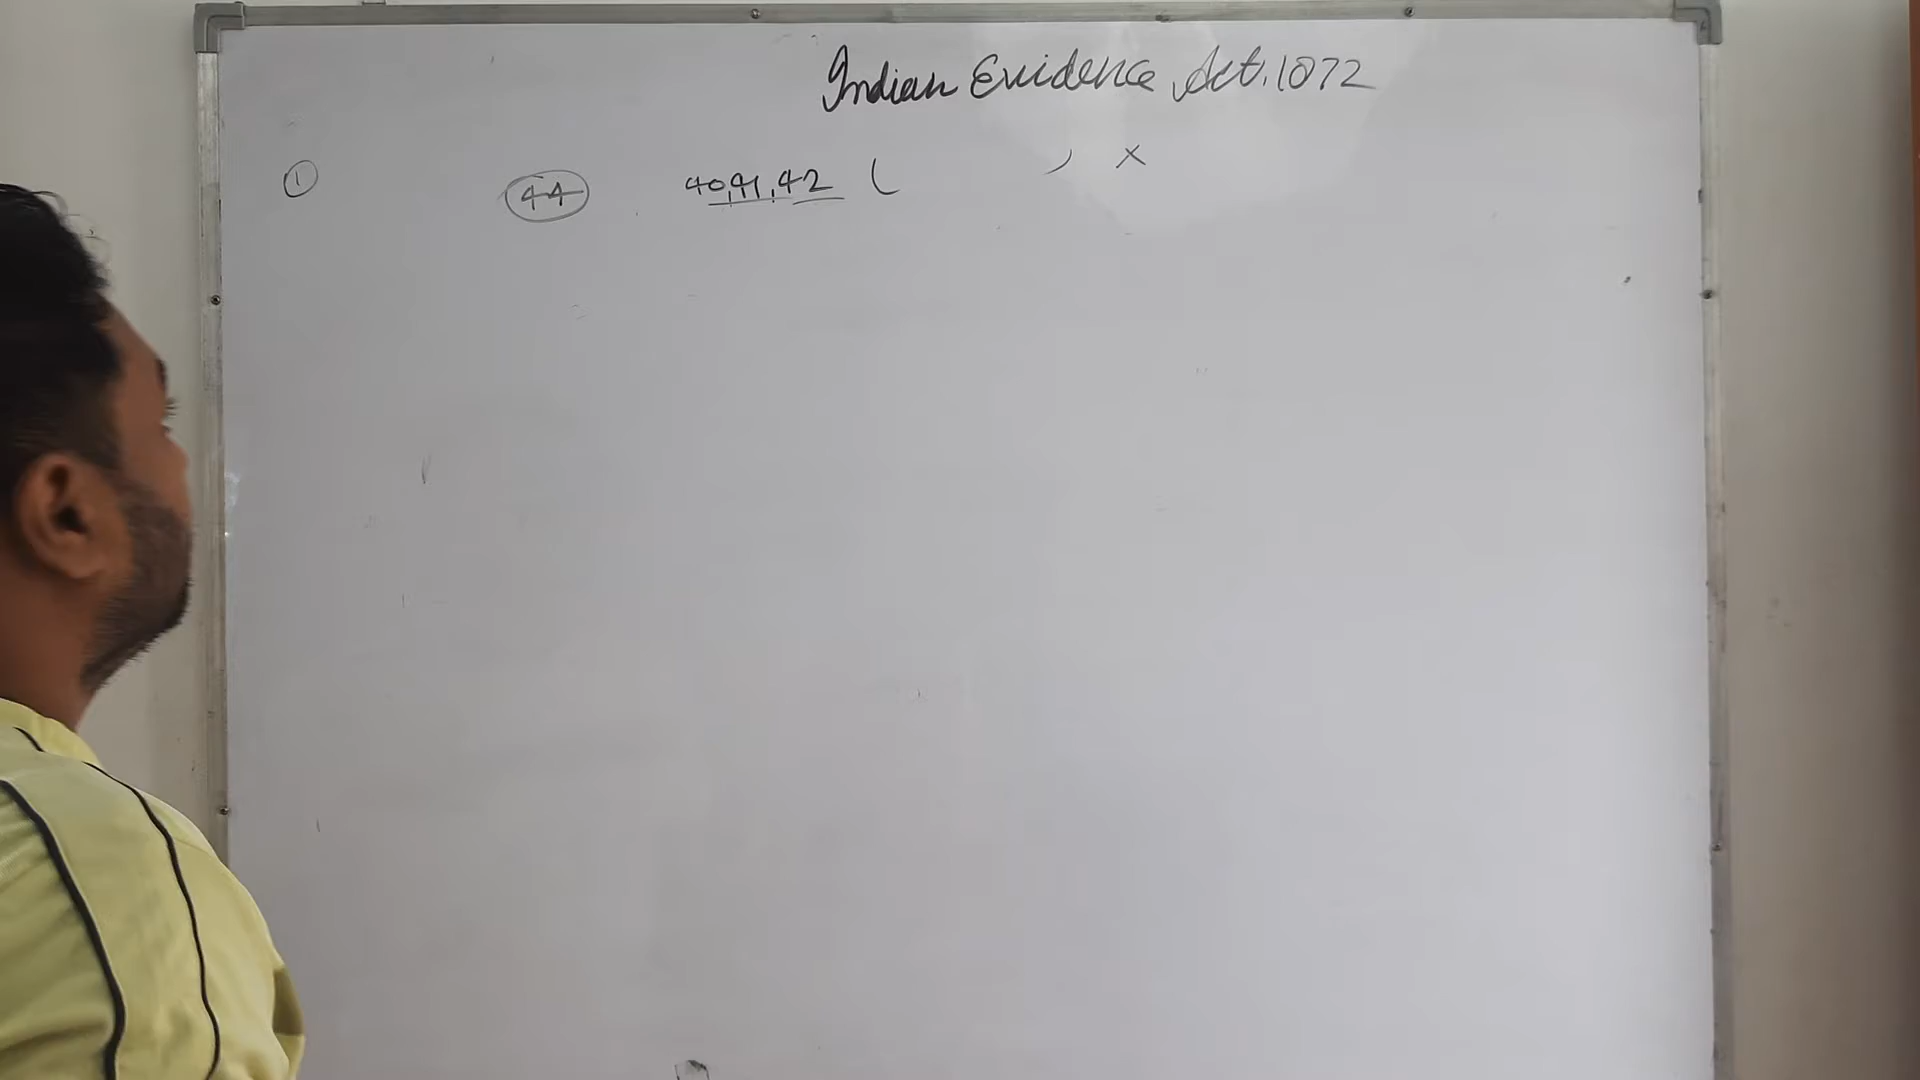 Indian Evidence Act, 1872
① 44 40,41,42 ( ) ×